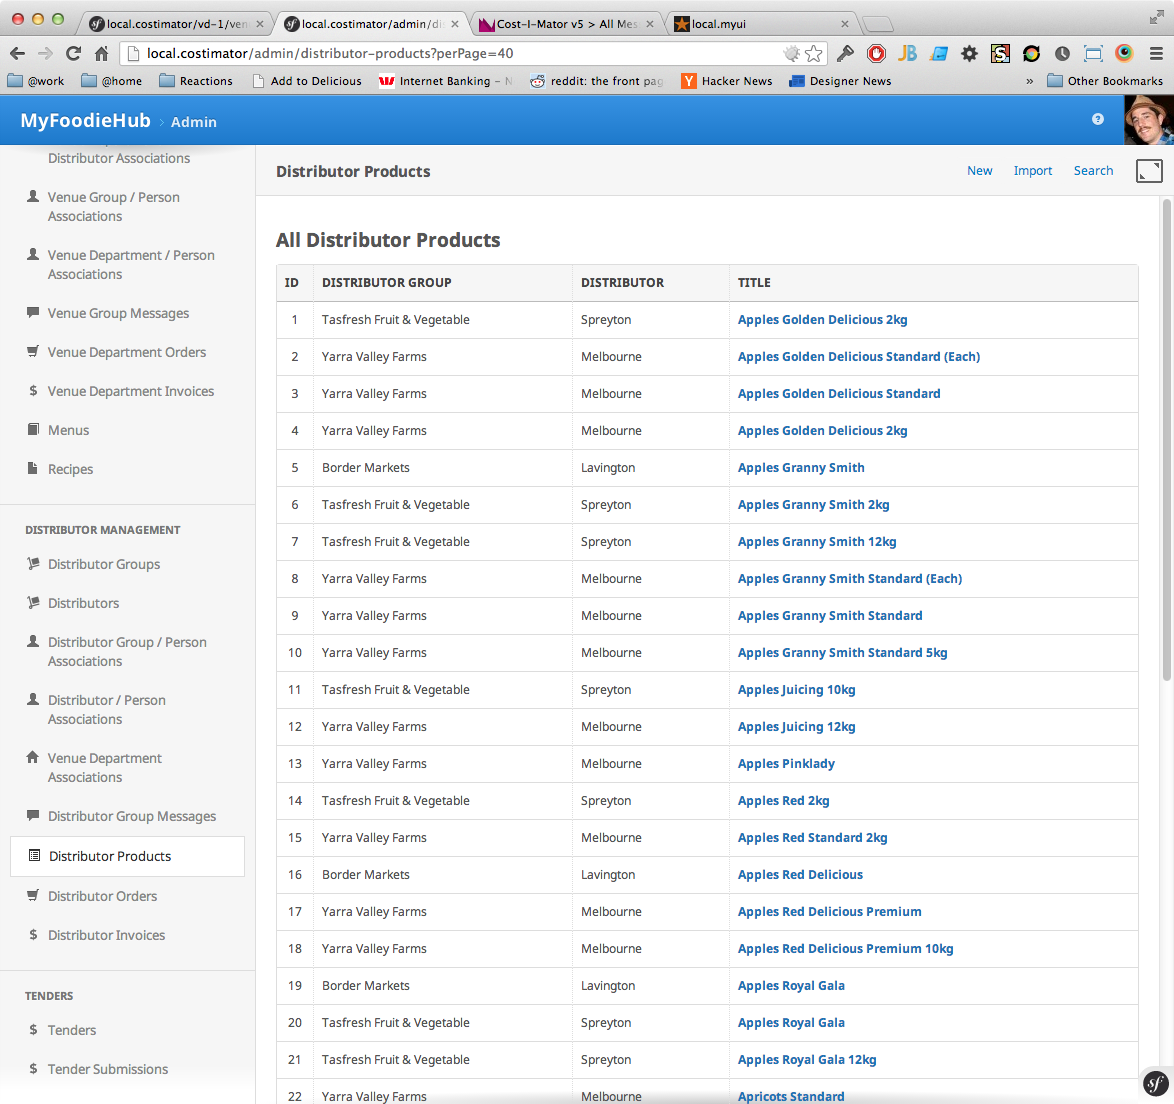 local.costimator/vd-1/ven
local.costimator/admin/di
Cost-I-Mator v5 > All Mes
local.myui
local.costimator/admin/distributor-products?perPage=40
@work
@home
Reactions
Add to Delicious
Internet Banking – N
reddit: the front pag
Hacker News
Designer News
»
Other Bookmarks
MyFoodieHub › Admin
?
Distributor Associations
Venue Group / Person
Associations
Venue Department / Person
Associations
Venue Group Messages
Venue Department Orders
$ Venue Department Invoices
Menus
Recipes
DISTRIBUTOR MANAGEMENT
Distributor Groups
Distributors
Distributor Group / Person
Associations
Distributor / Person
Associations
Venue Department
Associations
Distributor Group Messages
Distributor Products
Distributor Orders
$ Distributor Invoices
TENDERS
$ Tenders
$ Tender Submissions
Distributor Products
New Import Search
All Distributor Products
ID DISTRIBUTOR GROUP DISTRIBUTOR TITLE
1 Tasfresh Fruit & Vegetable Spreyton Apples Golden Delicious 2kg
2 Yarra Valley Farms Melbourne Apples Golden Delicious Standard (Each)
3 Yarra Valley Farms Melbourne Apples Golden Delicious Standard
4 Yarra Valley Farms Melbourne Apples Golden Delicious 2kg
5 Border Markets Lavington Apples Granny Smith
6 Tasfresh Fruit & Vegetable Spreyton Apples Granny Smith 2kg
7 Tasfresh Fruit & Vegetable Spreyton Apples Granny Smith 12kg
8 Yarra Valley Farms Melbourne Apples Granny Smith Standard (Each)
9 Yarra Valley Farms Melbourne Apples Granny Smith Standard
10 Yarra Valley Farms Melbourne Apples Granny Smith Standard 5kg
11 Tasfresh Fruit & Vegetable Spreyton Apples Juicing 10kg
12 Yarra Valley Farms Melbourne Apples Juicing 12kg
13 Yarra Valley Farms Melbourne Apples Pinklady
14 Tasfresh Fruit & Vegetable Spreyton Apples Red 2kg
15 Yarra Valley Farms Melbourne Apples Red Standard 2kg
16 Border Markets Lavington Apples Red Delicious
17 Yarra Valley Farms Melbourne Apples Red Delicious Premium
18 Yarra Valley Farms Melbourne Apples Red Delicious Premium 10kg
19 Border Markets Lavington Apples Royal Gala
20 Tasfresh Fruit & Vegetable Spreyton Apples Royal Gala
21 Tasfresh Fruit & Vegetable Spreyton Apples Royal Gala 12kg
22 Yarra Valley Farms Melbourne Apricots Standard
sf